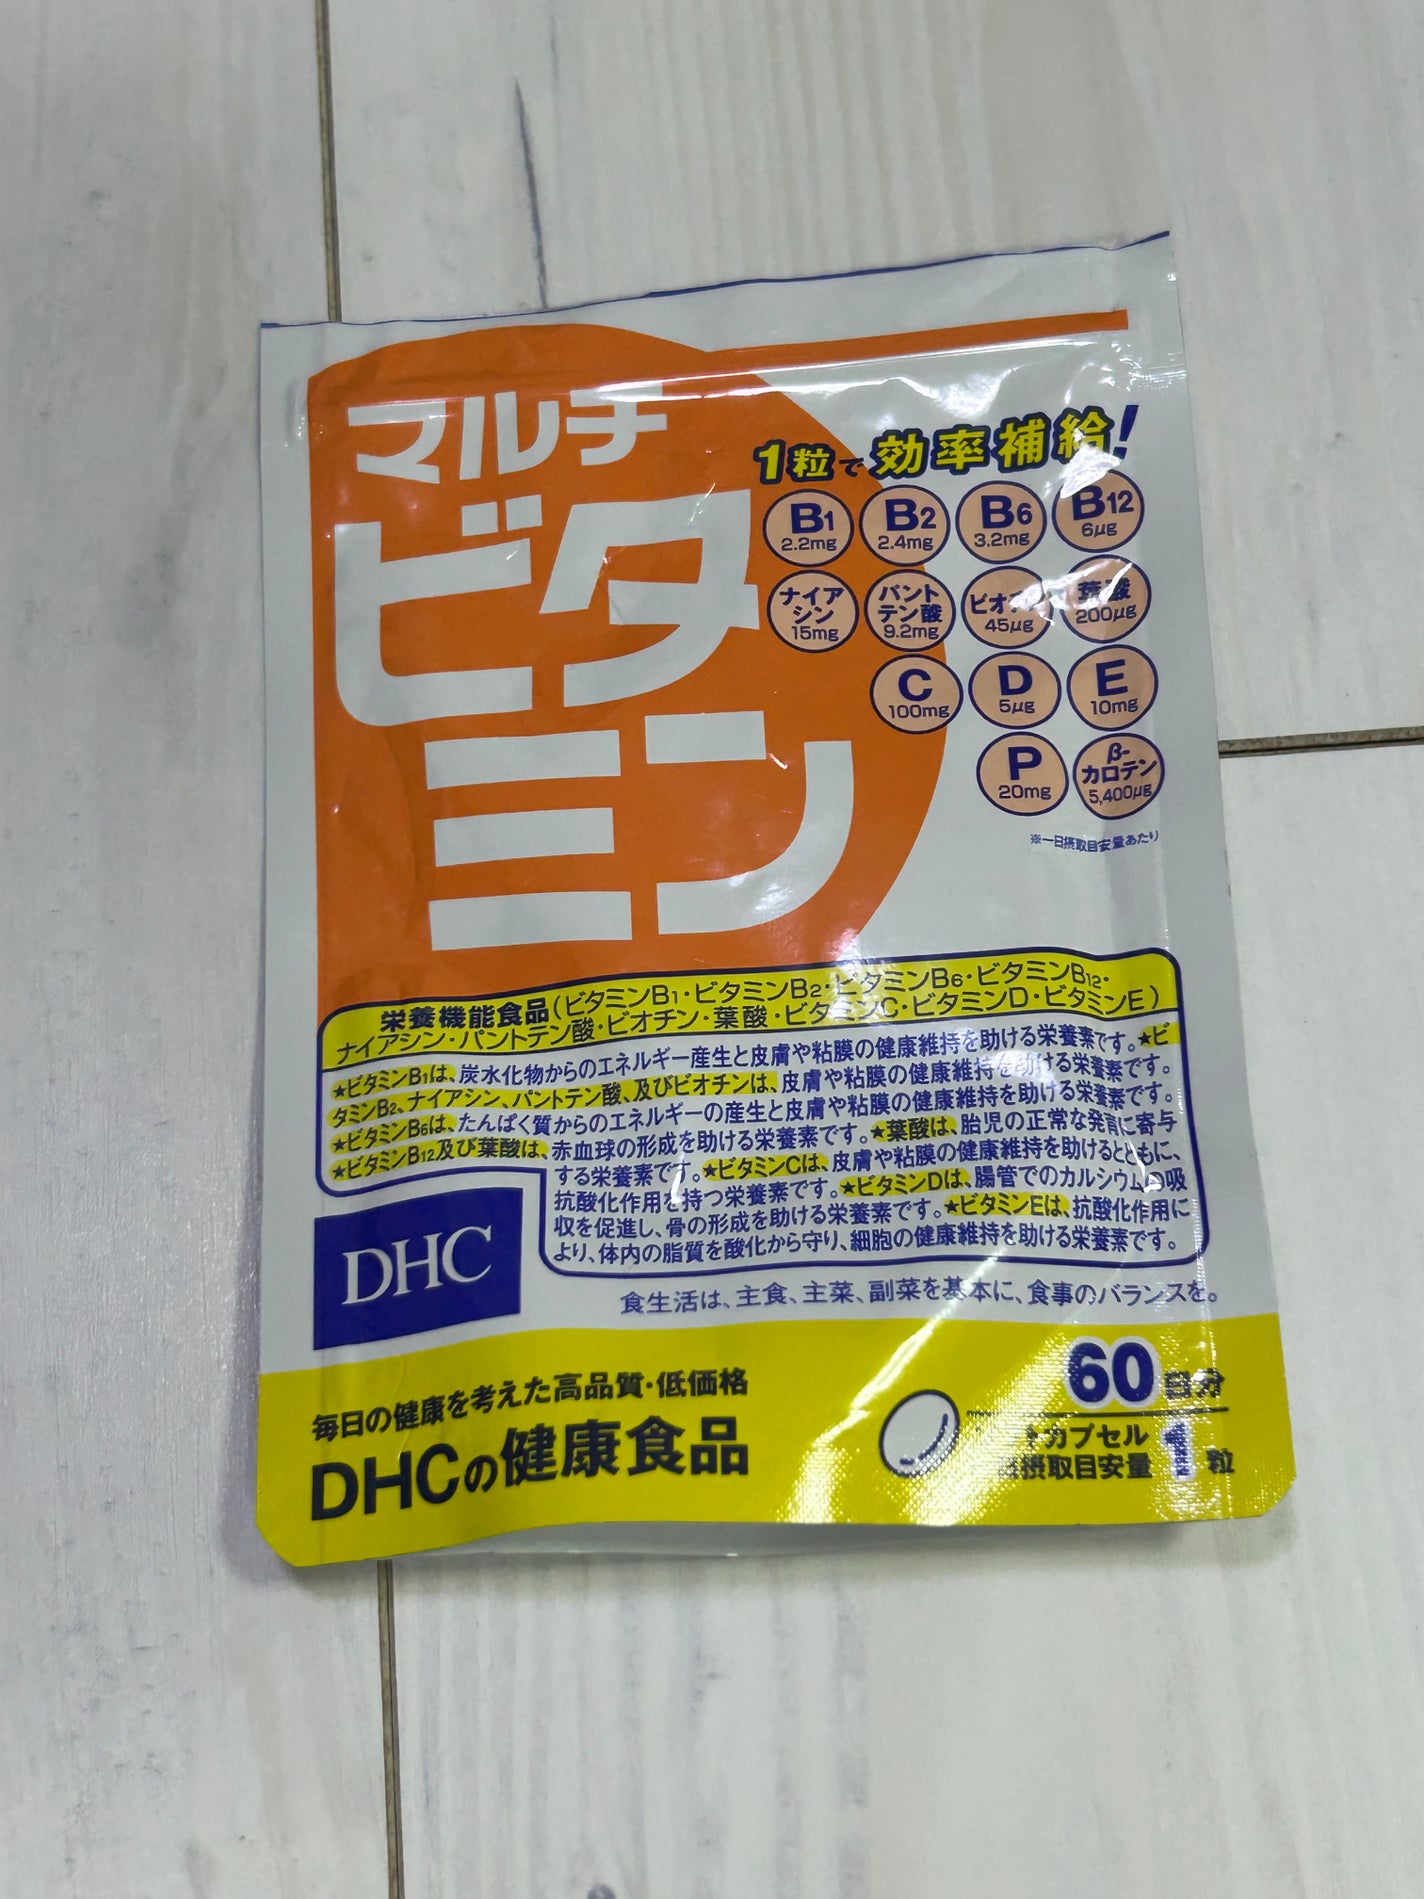 マルチ
ビタ
ミン
1粒で効率補給!
B1 2.2mg
B2 2.4mg
B6 3.2mg
B12 6μg
ナイアシン 15mg
パントテン酸 9.2mg
ビオチン 45μg
葉酸 200μg
C 100mg
D 5μg
E 10mg
P 20mg
β-カロテン 5,400μg
※一日摂取目安量あたり
栄養機能食品(ビタミンB1・ビタミンB2・ビタミンB6・ビタミンB12・
ナイアシン・パントテン酸・ビオチン・葉酸・ビタミンC・ビタミンD・ビタミンE)
★ビタミンB1は、炭水化物からのエネルギー産生と皮膚や粘膜の健康維持を助ける栄養素です。★ビ
タミンB2、ナイアシン、パントテン酸、及びビオチンは、皮膚や粘膜の健康維持を助ける栄養素です。
★ビタミンB6は、たんぱく質からのエネルギーの産生と皮膚や粘膜の健康維持を助ける栄養素です。
★ビタミンB12及び葉酸は、赤血球の形成を助ける栄養素です。★葉酸は、胎児の正常な発育に寄与
する栄養素です。★ビタミンCは、皮膚や粘膜の健康維持を助けるとともに、
抗酸化作用を持つ栄養素です。★ビタミンDは、腸管でのカルシウムの吸
収を促進し、骨の形成を助ける栄養素です。★ビタミンEは、抗酸化作用に
より、体内の脂質を酸化から守り、細胞の健康維持を助ける栄養素です。
DHC
食生活は、主食、主菜、副菜を基本に、食事のバランスを。
毎日の健康を考えた高品質・低価格
DHCの健康食品
60日分
カプセル
摂取目安量 1粒